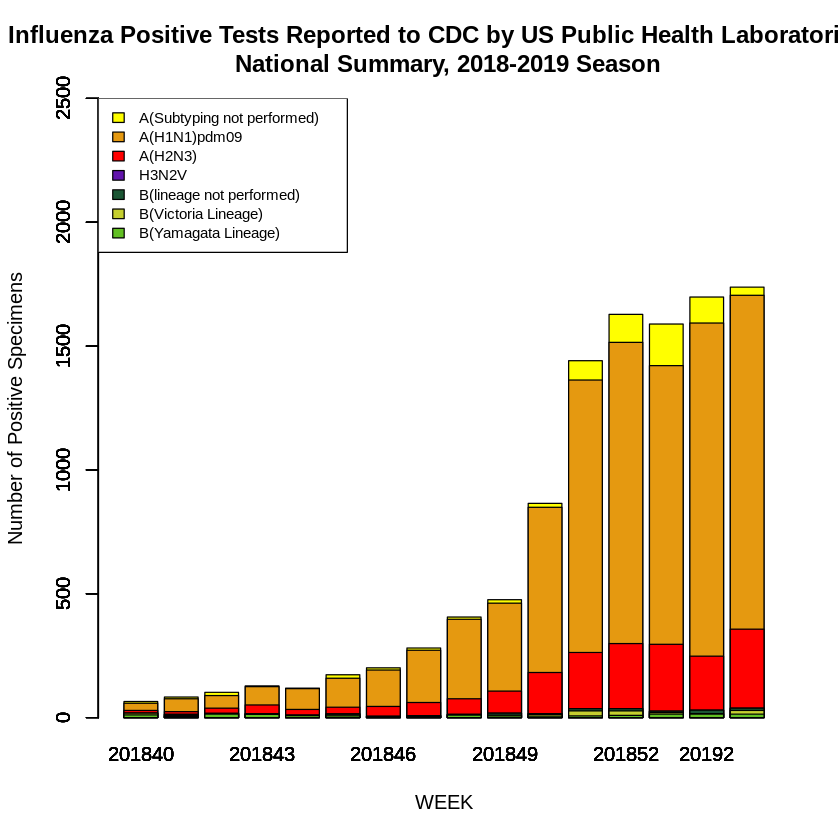 Influenza Positive Tests Reported to CDC by US Public Health Laboratori
National Summary, 2018-2019 Season
A(Subtyping not performed)
A(H1N1)pdm09
A(H2N3)
H3N2V
B(lineage not performed)
B(Victoria Lineage)
B(Yamagata Lineage)
Number of Positive Specimens
2500
2000
1500
1000
500
0
201840 201843 201846 201849 201852 20192
WEEK